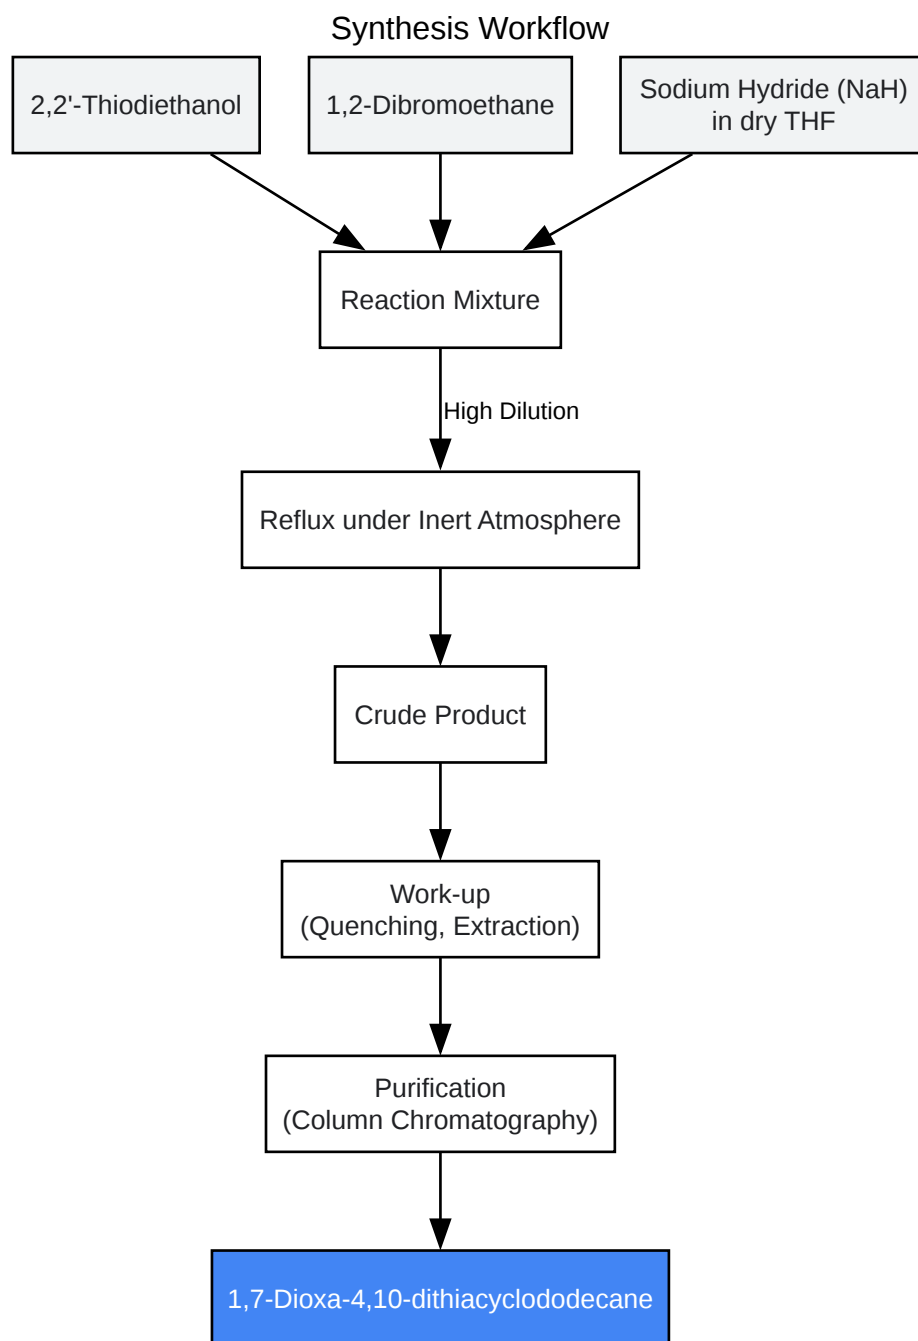 Synthesis Workflow
2,2'-Thiodiethanol
1,2-Dibromoethane
Sodium Hydride (NaH)
in dry THF
Reaction Mixture
High Dilution
Reflux under Inert Atmosphere
Crude Product
Work-up
(Quenching, Extraction)
Purification
(Column Chromatography)
1,7-Dioxa-4,10-dithiacyclododecane